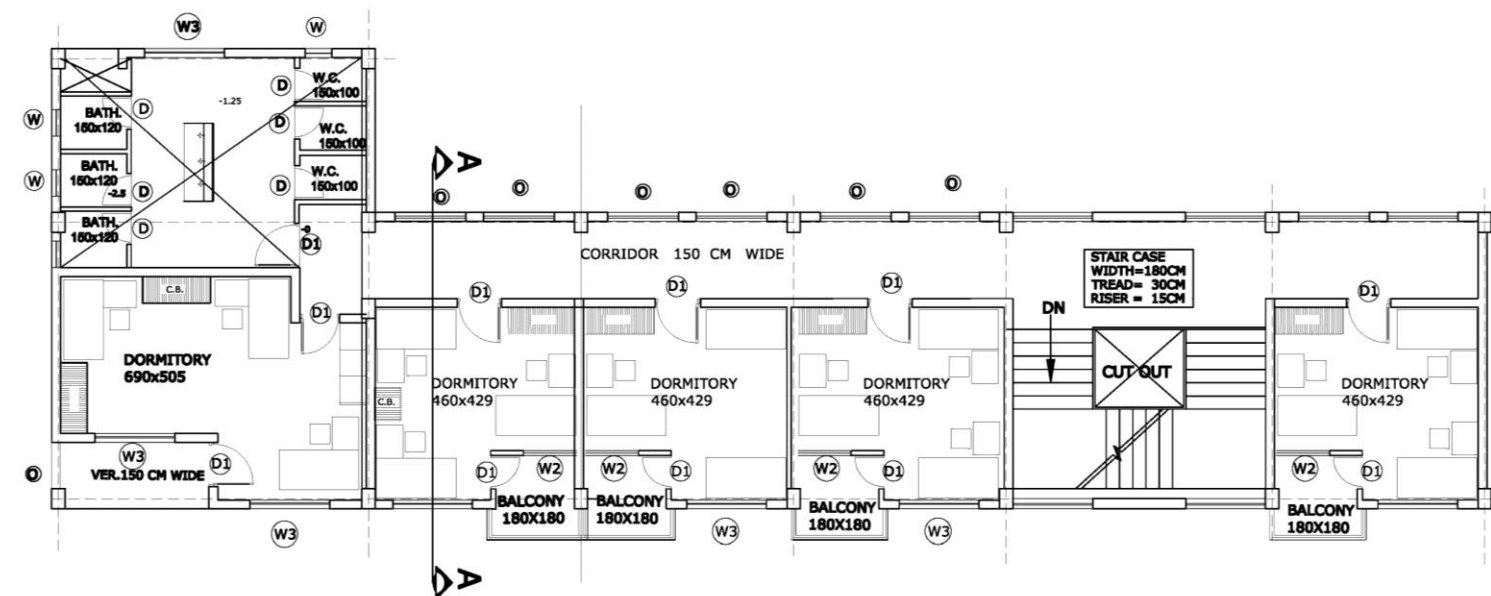 W3
W
W.C.
150x100
D
-1.25
BATH.
150x120
D
W
W.C.
150x100
D
BATH.
150x120
-2.5
D
W
W.C.
150x100
D
BATH.
150x120
D
D1
A
O
O
O
O
O
O
CORRIDOR 150 CM WIDE
STAIR CASE
WIDTH=180CM
TREAD= 30CM
RISER = 15CM
C.B.
D1
D1
D1
D1
D1
DN
DORMITORY
690x505
C.B.
DORMITORY
460x429
DORMITORY
460x429
DORMITORY
460x429
CUT OUT
DORMITORY
460x429
W3
D1
VER.150 CM WIDE
O
D1
W2
W2
D1
W2
D1
W2
D1
BALCONY
180X180
BALCONY
180X180
BALCONY
180X180
BALCONY
180X180
W3
W3
W3
A